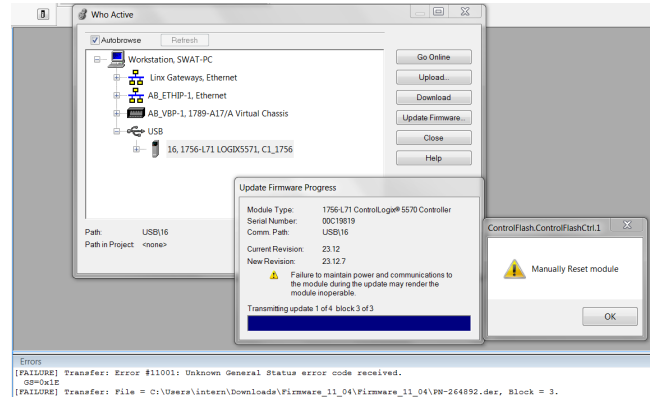 Who Active
Autobrowse
Refresh
Workstation, SWAT-PC
Linx Gateways, Ethernet
AB_ETHIP-1, Ethernet
AB_VBP-1, 1789-A17/A Virtual Chassis
USB
16, 1756-L71 LOGIX5571, C1_1756
Go Online
Upload...
Download
Update Firmware...
Close
Help
Path: USB\16
Path in Project: <none>
Update Firmware Progress
Module Type: 1756-L71 ControlLogix® 5570 Controller
Serial Number: 00C19819
Comm. Path: USB\16
Current Revision: 23.12
New Revision: 23.12.7
Failure to maintain power and communications to
the module during the update may render the
module inoperable.
Transmitting update 1 of 4 block 3 of 3
ControlFlash.ControlFlashCtrl.1
Manually Reset module
OK
Errors
[FAILURE] Transfer: Error #11001: Unknown General Status error code received.
GS=0x1E
[FAILURE] Transfer: File = C:\Users\intern\Downloads\Firmware_11_04\Firmware_11_04\PN-264892.der, Block = 3.